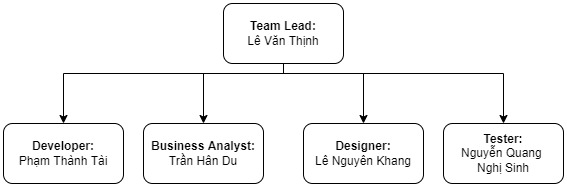 Team Lead:
Lê Văn Thịnh
Developer:
Phạm Thành Tài
Business Analyst:
Trần Hân Du
Designer:
Lê Nguyên Khang
Tester:
Nguyễn Quang
Nghị Sinh